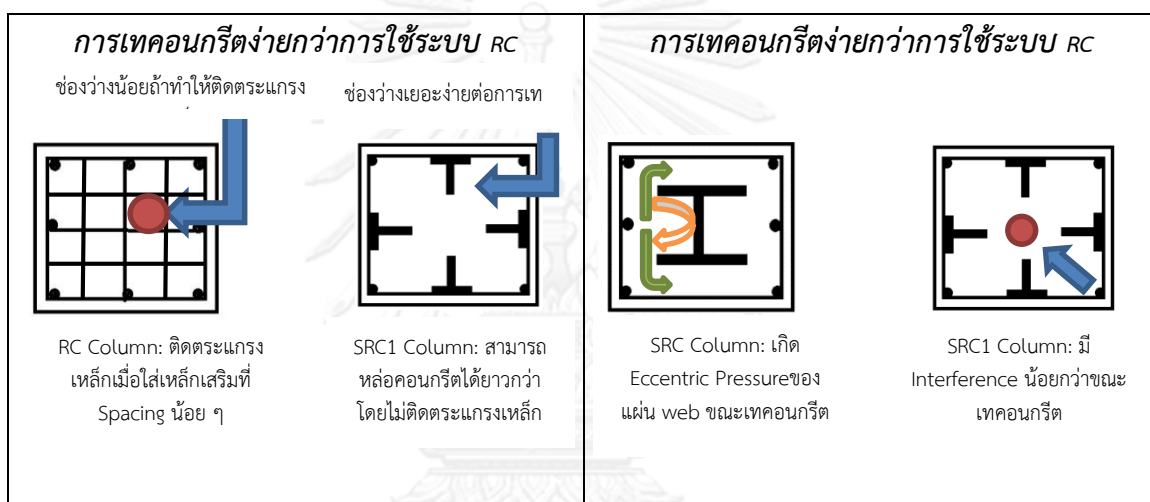 การเทคอนกรีตง่ายกว่าการใช้ระบบ RC
ช่องว่างน้อยถ้าทำให้ติดตระแกรง
ช่องว่างเยอะง่ายต่อการเท
RC Column: ติดตระแกรง
เหล็กเมื่อใส่เหล็กเสริมที่
Spacing น้อย ๆ
SRC1 Column: สามารถ
หล่อคอนกรีตได้ยาวกว่า
โดยไม่ติดตระแกรงเหล็ก
การเทคอนกรีตง่ายกว่าการใช้ระบบ RC
SRC Column: เกิด
Eccentric Pressureของ
แผ่น web ขณะเทคอนกรีต
SRC1 Column: มี
Interference น้อยกว่าขณะ
เทคอนกรีต